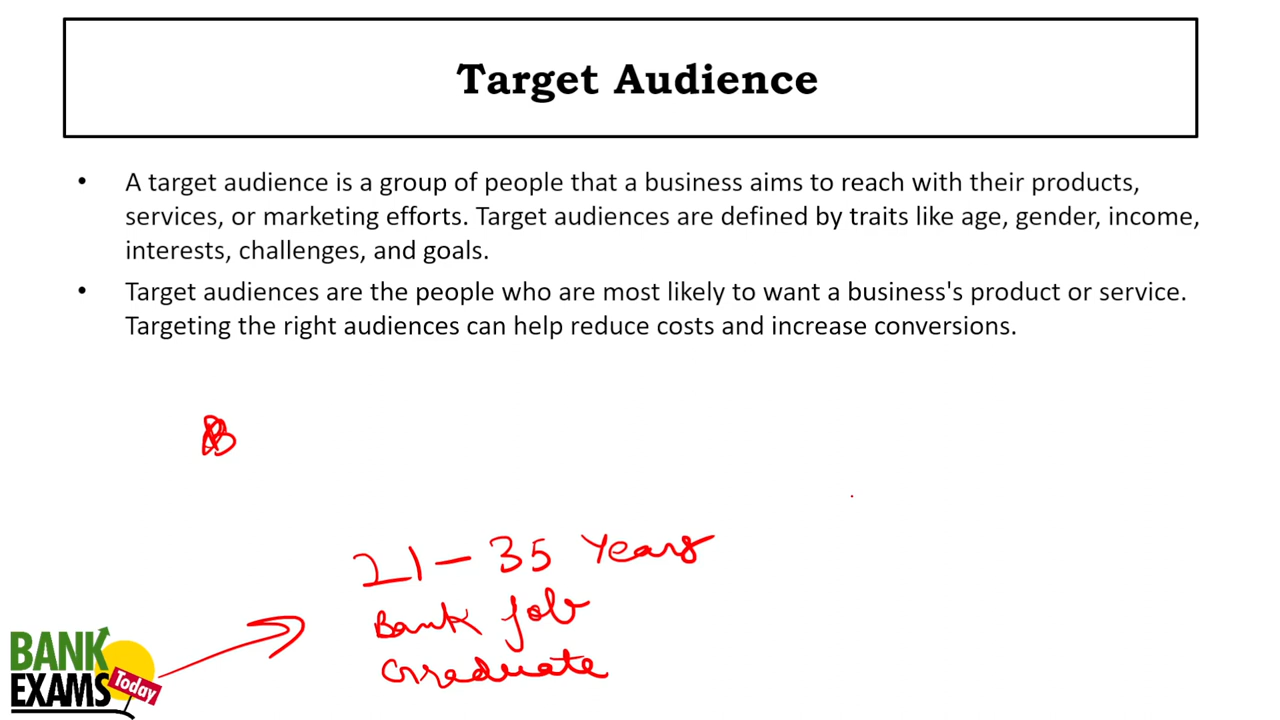 Target Audience
• A target audience is a group of people that a business aims to reach with their products,
services, or marketing efforts. Target audiences are defined by traits like age, gender, income,
interests, challenges, and goals.
• Target audiences are the people who are most likely to want a business's product or service.
Targeting the right audiences can help reduce costs and increase conversions.
21 - 35 Years
Bank Job
Graduate
BANK
EXAMS
Today